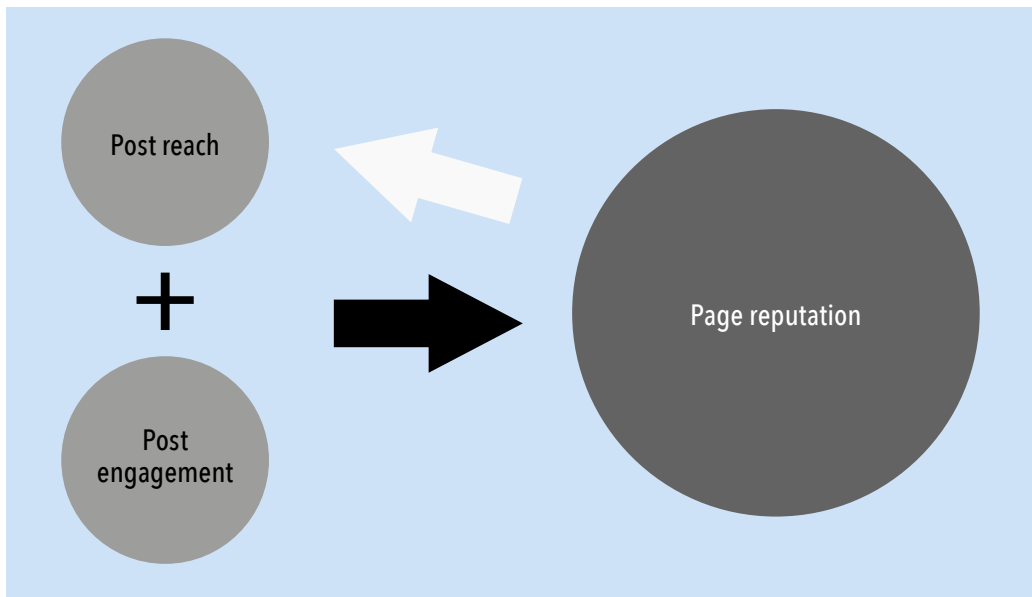 Post reach
+
Post
engagement
Page reputation